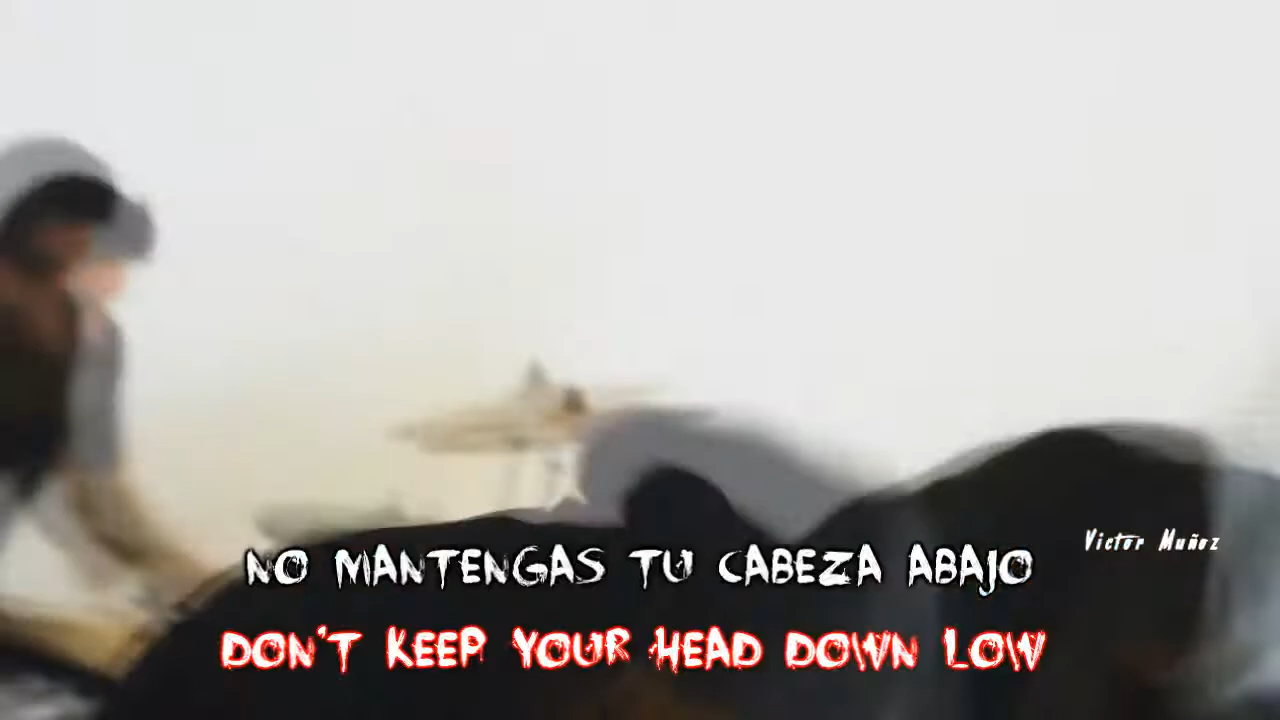 NO MANTENGAS TU CABEZA ABAJO
Victor Muñoz
DON'T KEEP YOUR HEAD DOWN LOW